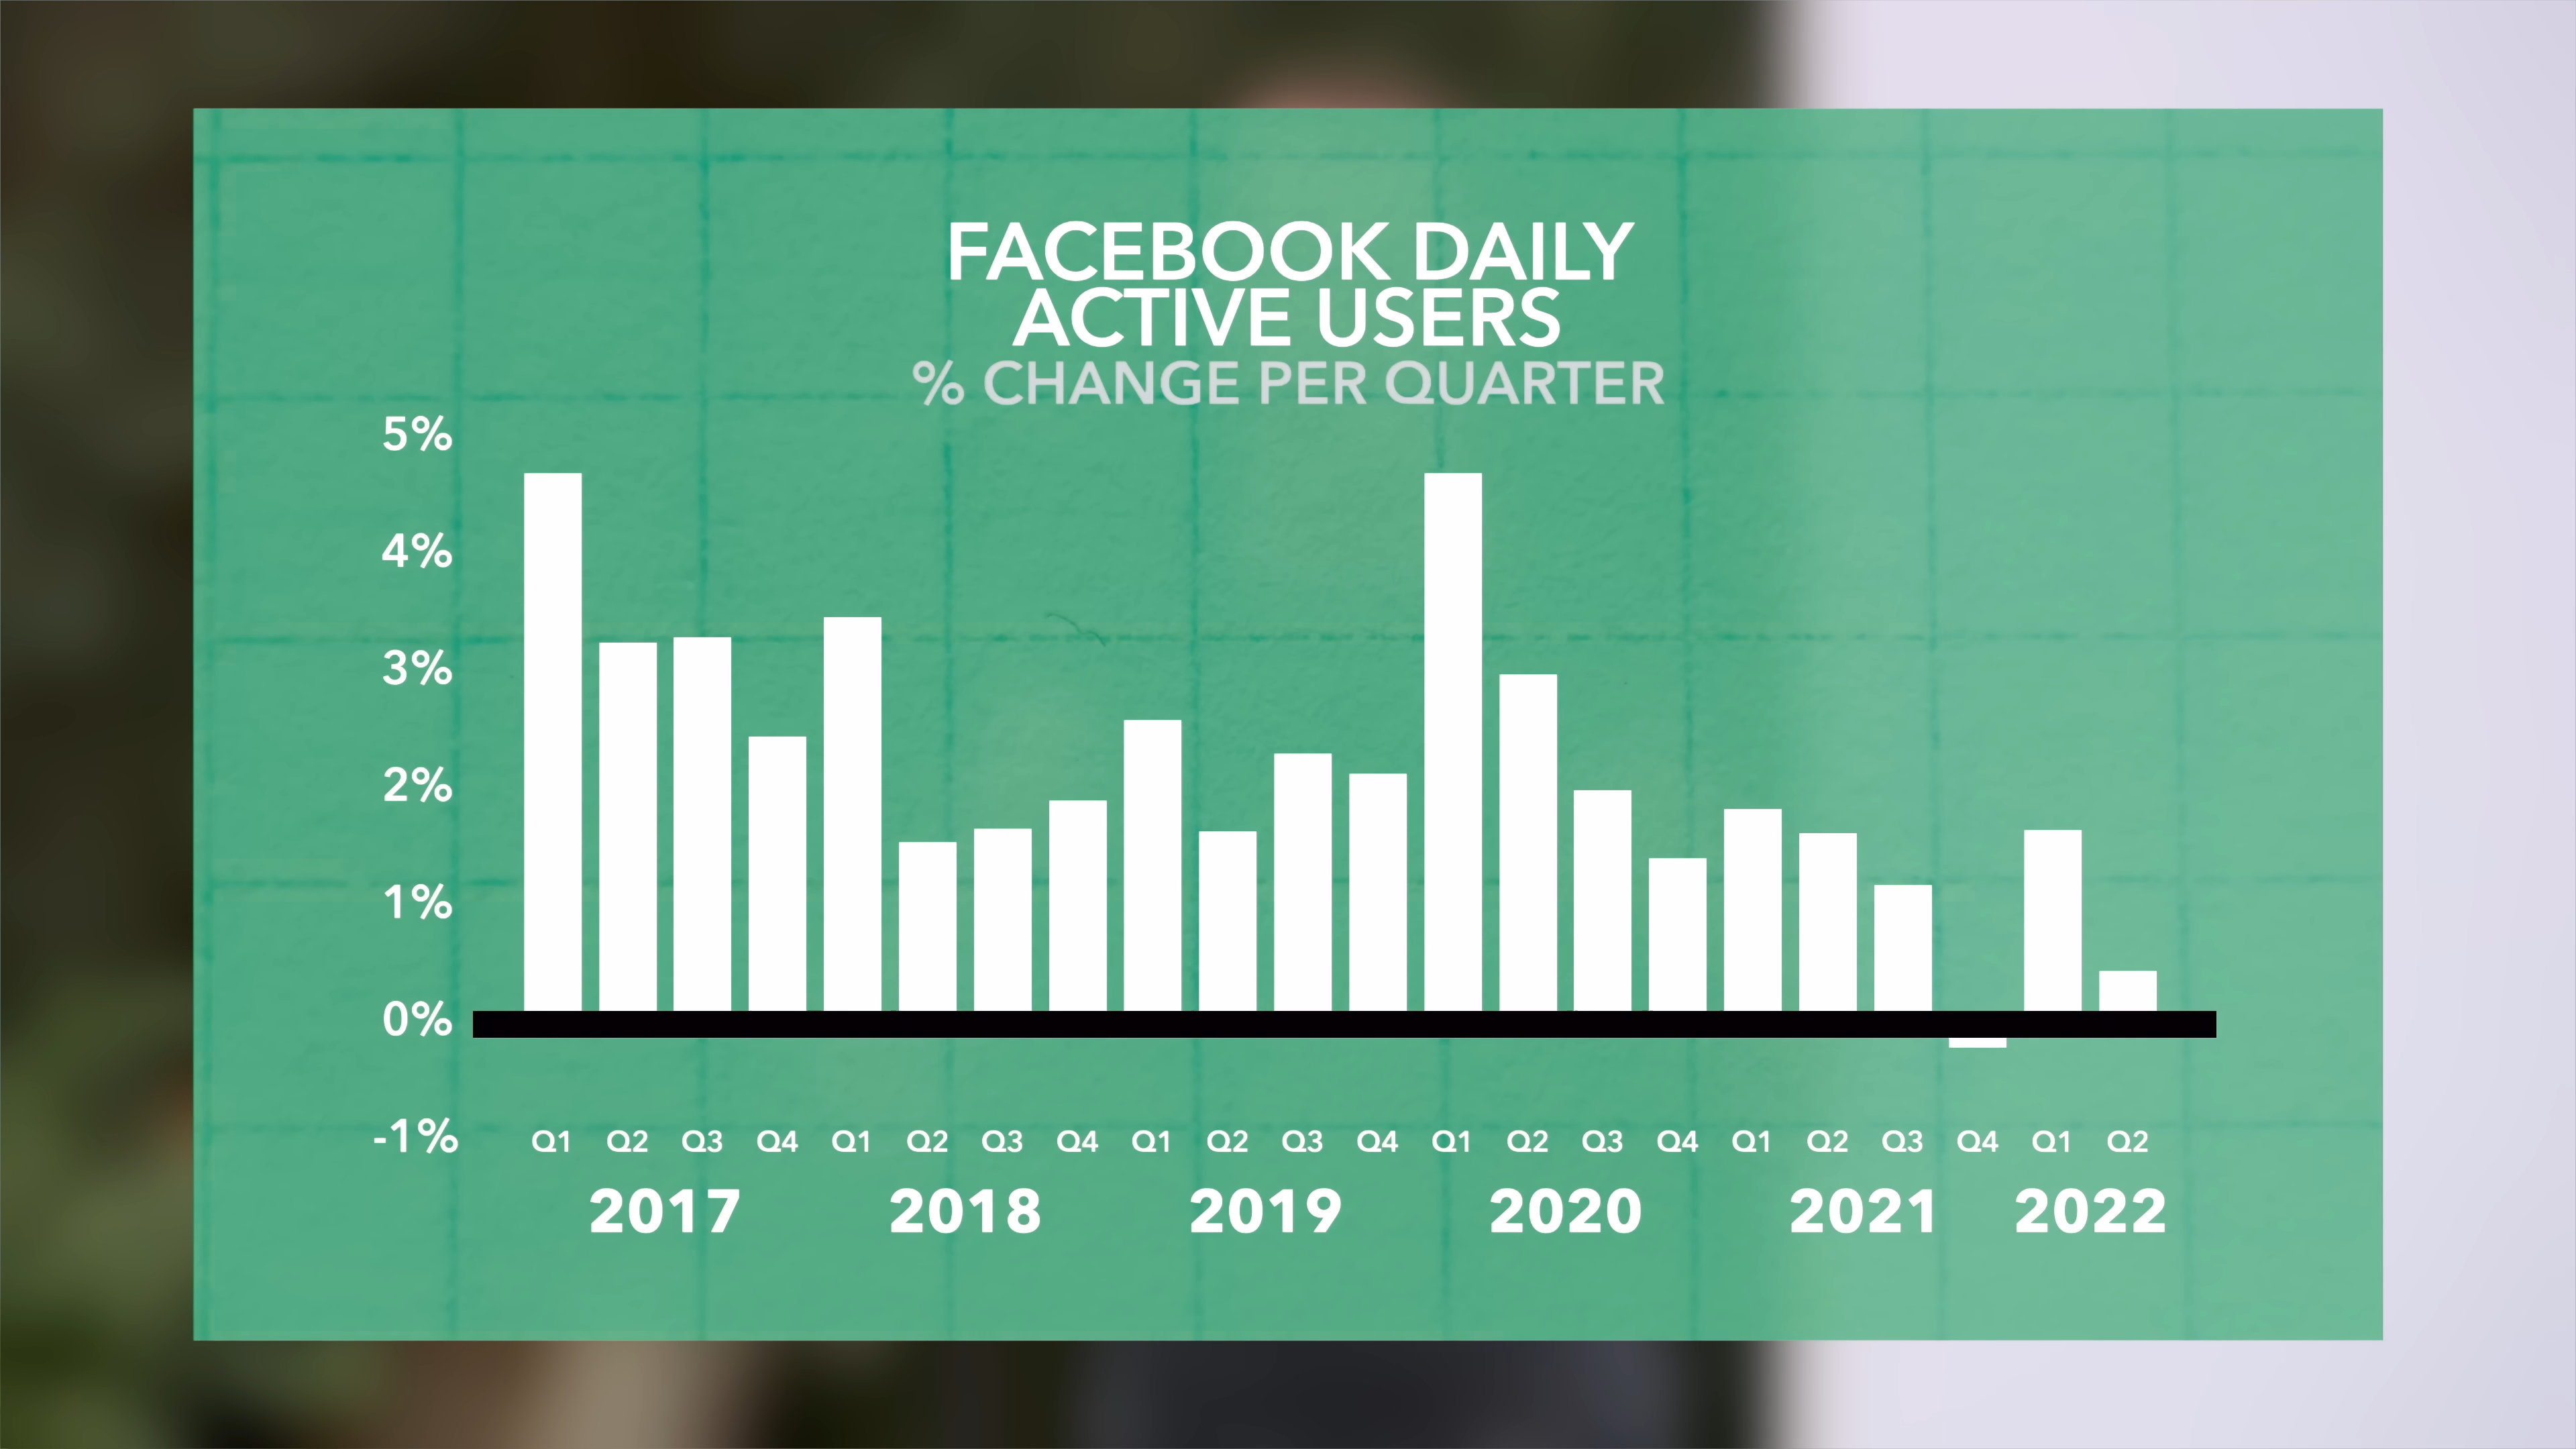 FACEBOOK DAILY
ACTIVE USERS
% CHANGE PER QUARTER
5%
4%
3%
2%
1%
0%
-1%
Q1 Q2 Q3 Q4 Q1 Q2 Q3 Q4 Q1 Q2 Q3 Q4 Q1 Q2 Q3 Q4 Q1 Q2 Q3 Q4 Q1 Q2
2017 2018 2019 2020 2021 2022